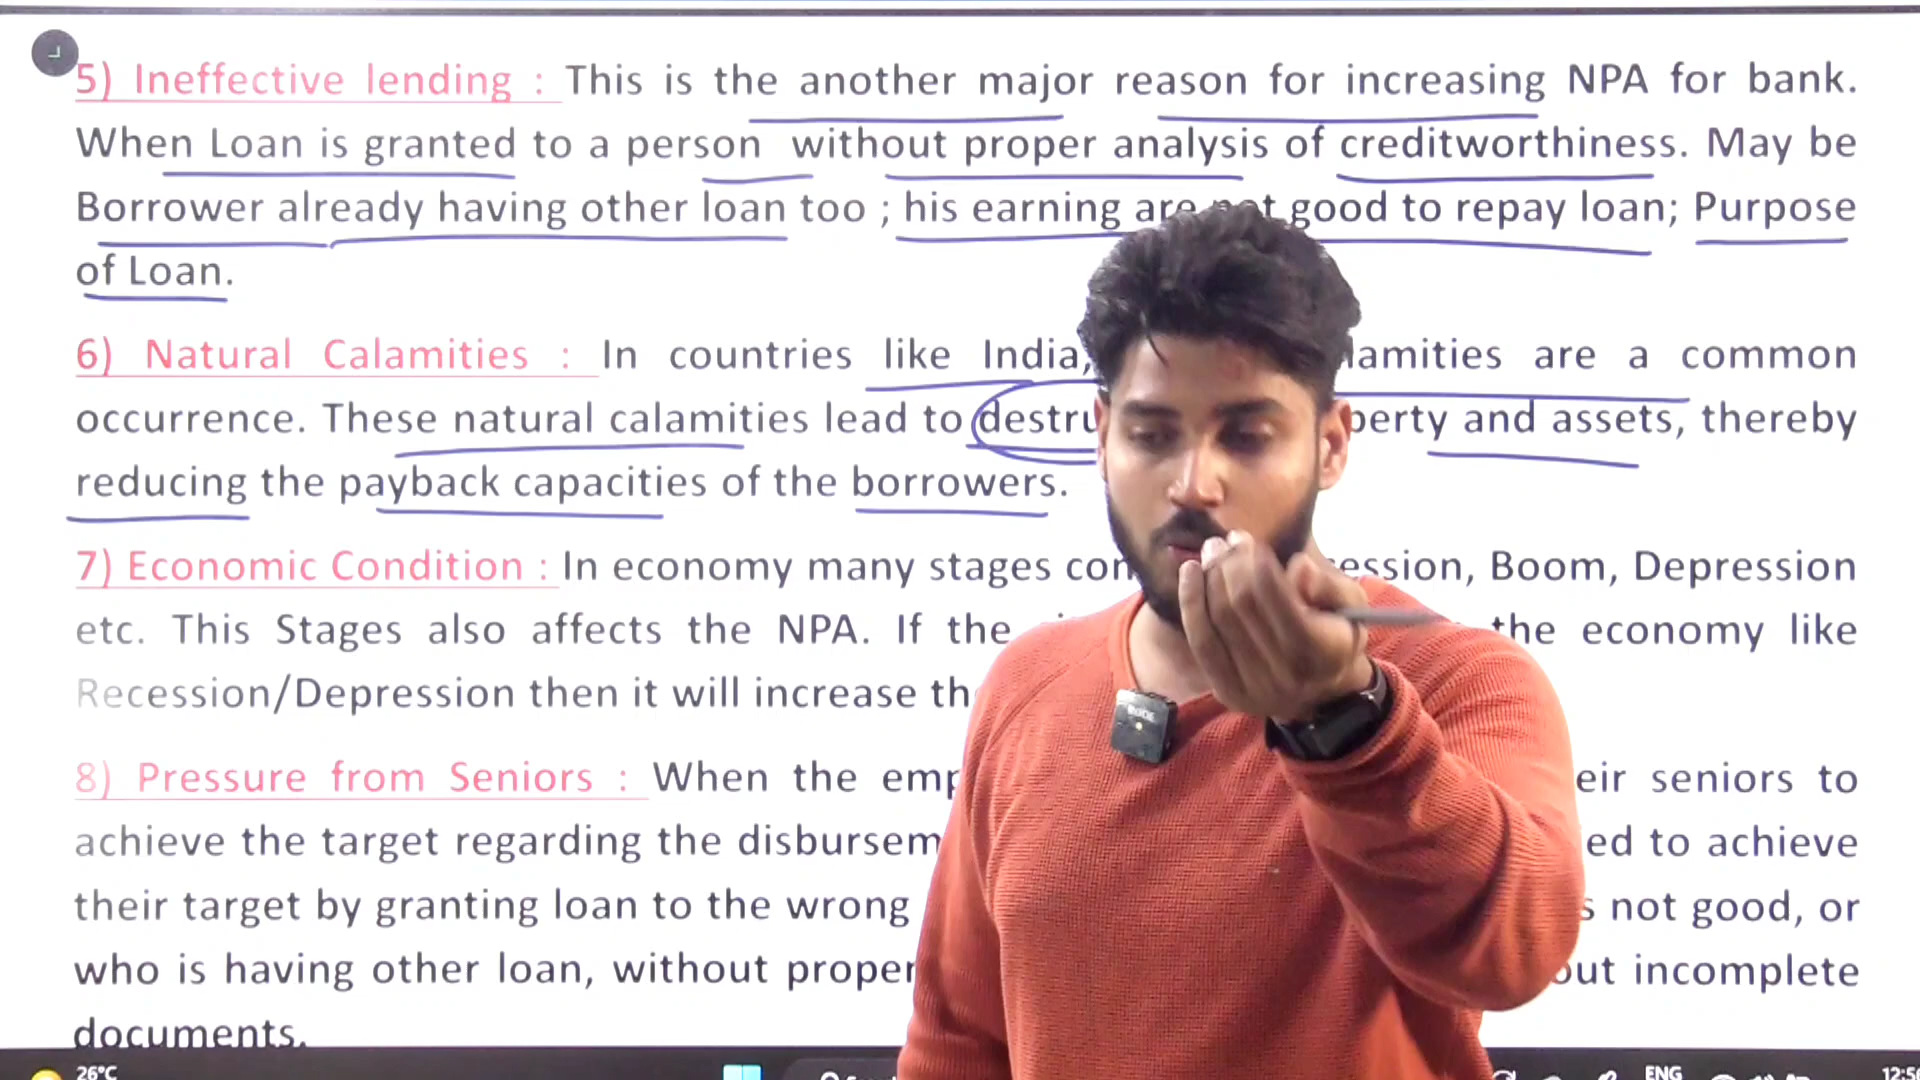 5) Ineffective lending : This is the another major reason for increasing NPA for bank.
When Loan is granted to a person without proper analysis of creditworthiness. May be
Borrower already having other loan too ; his earning are not good to repay loan; Purpose
of Loan.
6) Natural Calamities : In countries like India, are a common
occurrence. These natural calamities lead to and assets, thereby
reducing the payback capacities of the borrowers.
7) Economic Condition : In economy many stages Boom, Depression
etc. This Stages also affects the NPA. If the the economy like
Recession/Depression then it will increase
8) Pressure from Seniors : When the seniors to
achieve the target regarding the to achieve
their target by granting loan to the wrong not good, or
who is having other loan, without incomplete
documents.
26°C
ENG
RODE